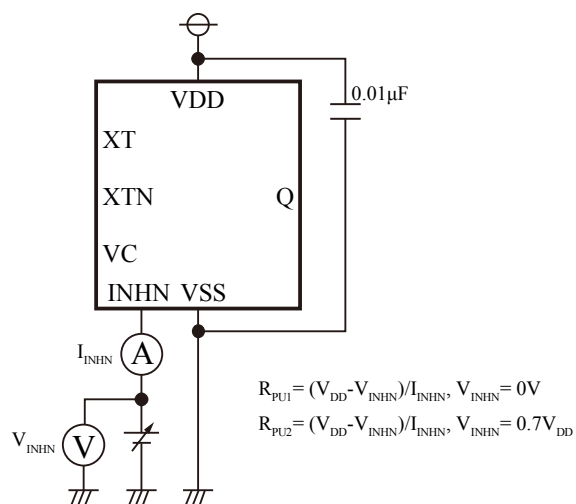 VDD
0.01μF
XT
XTN
Q
VC
INHN VSS
I_INHN
A
V_INHN
V
R_PU1= (V_DD-V_INHN)/I_INHN, V_INHN= 0V
R_PU2= (V_DD-V_INHN)/I_INHN, V_INHN= 0.7V_DD